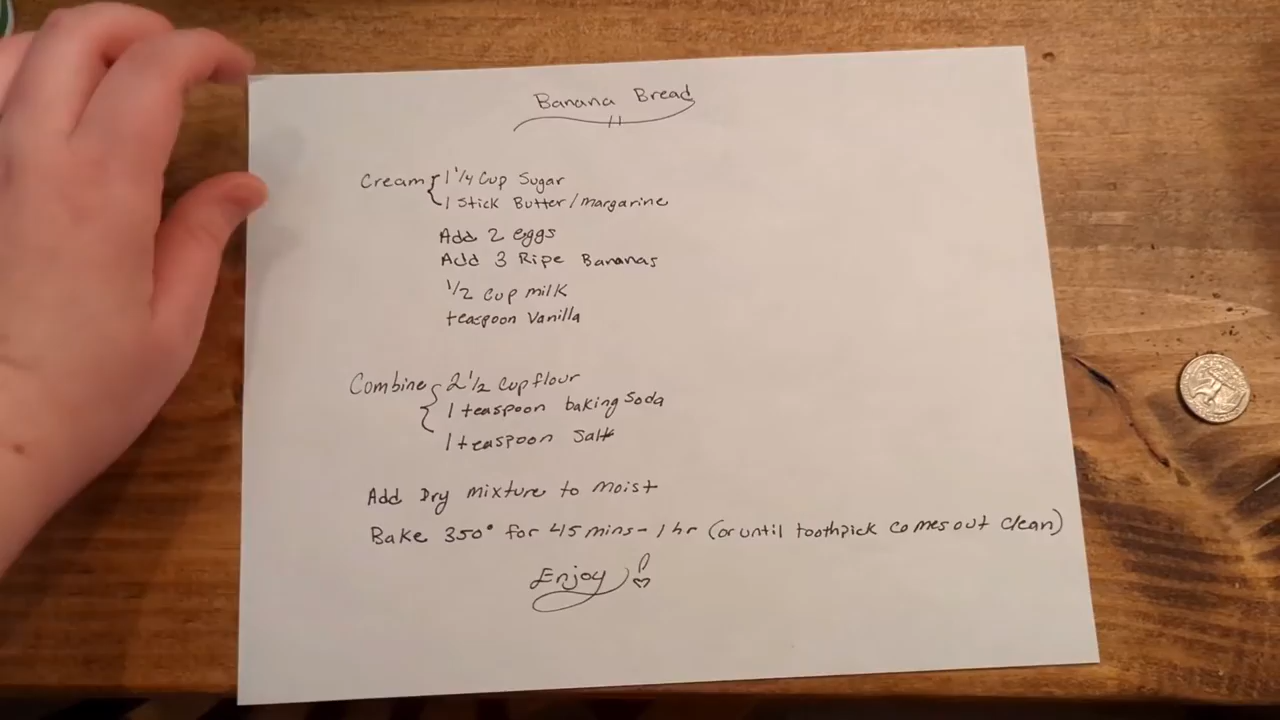 Banana Bread
Cream { 1 1/4 Cup Sugar
1 Stick Butter/margarine
Add 2 eggs
Add 3 Ripe Bananas
1/2 cup milk
teaspoon Vanilla
Combine { 2 1/2 Cup flour
1 teaspoon baking Soda
1 teaspoon Salt
Add Dry mixture to moist
Bake 350° for 45 mins - 1 hr (or until toothpick comes out clean)
Enjoy!